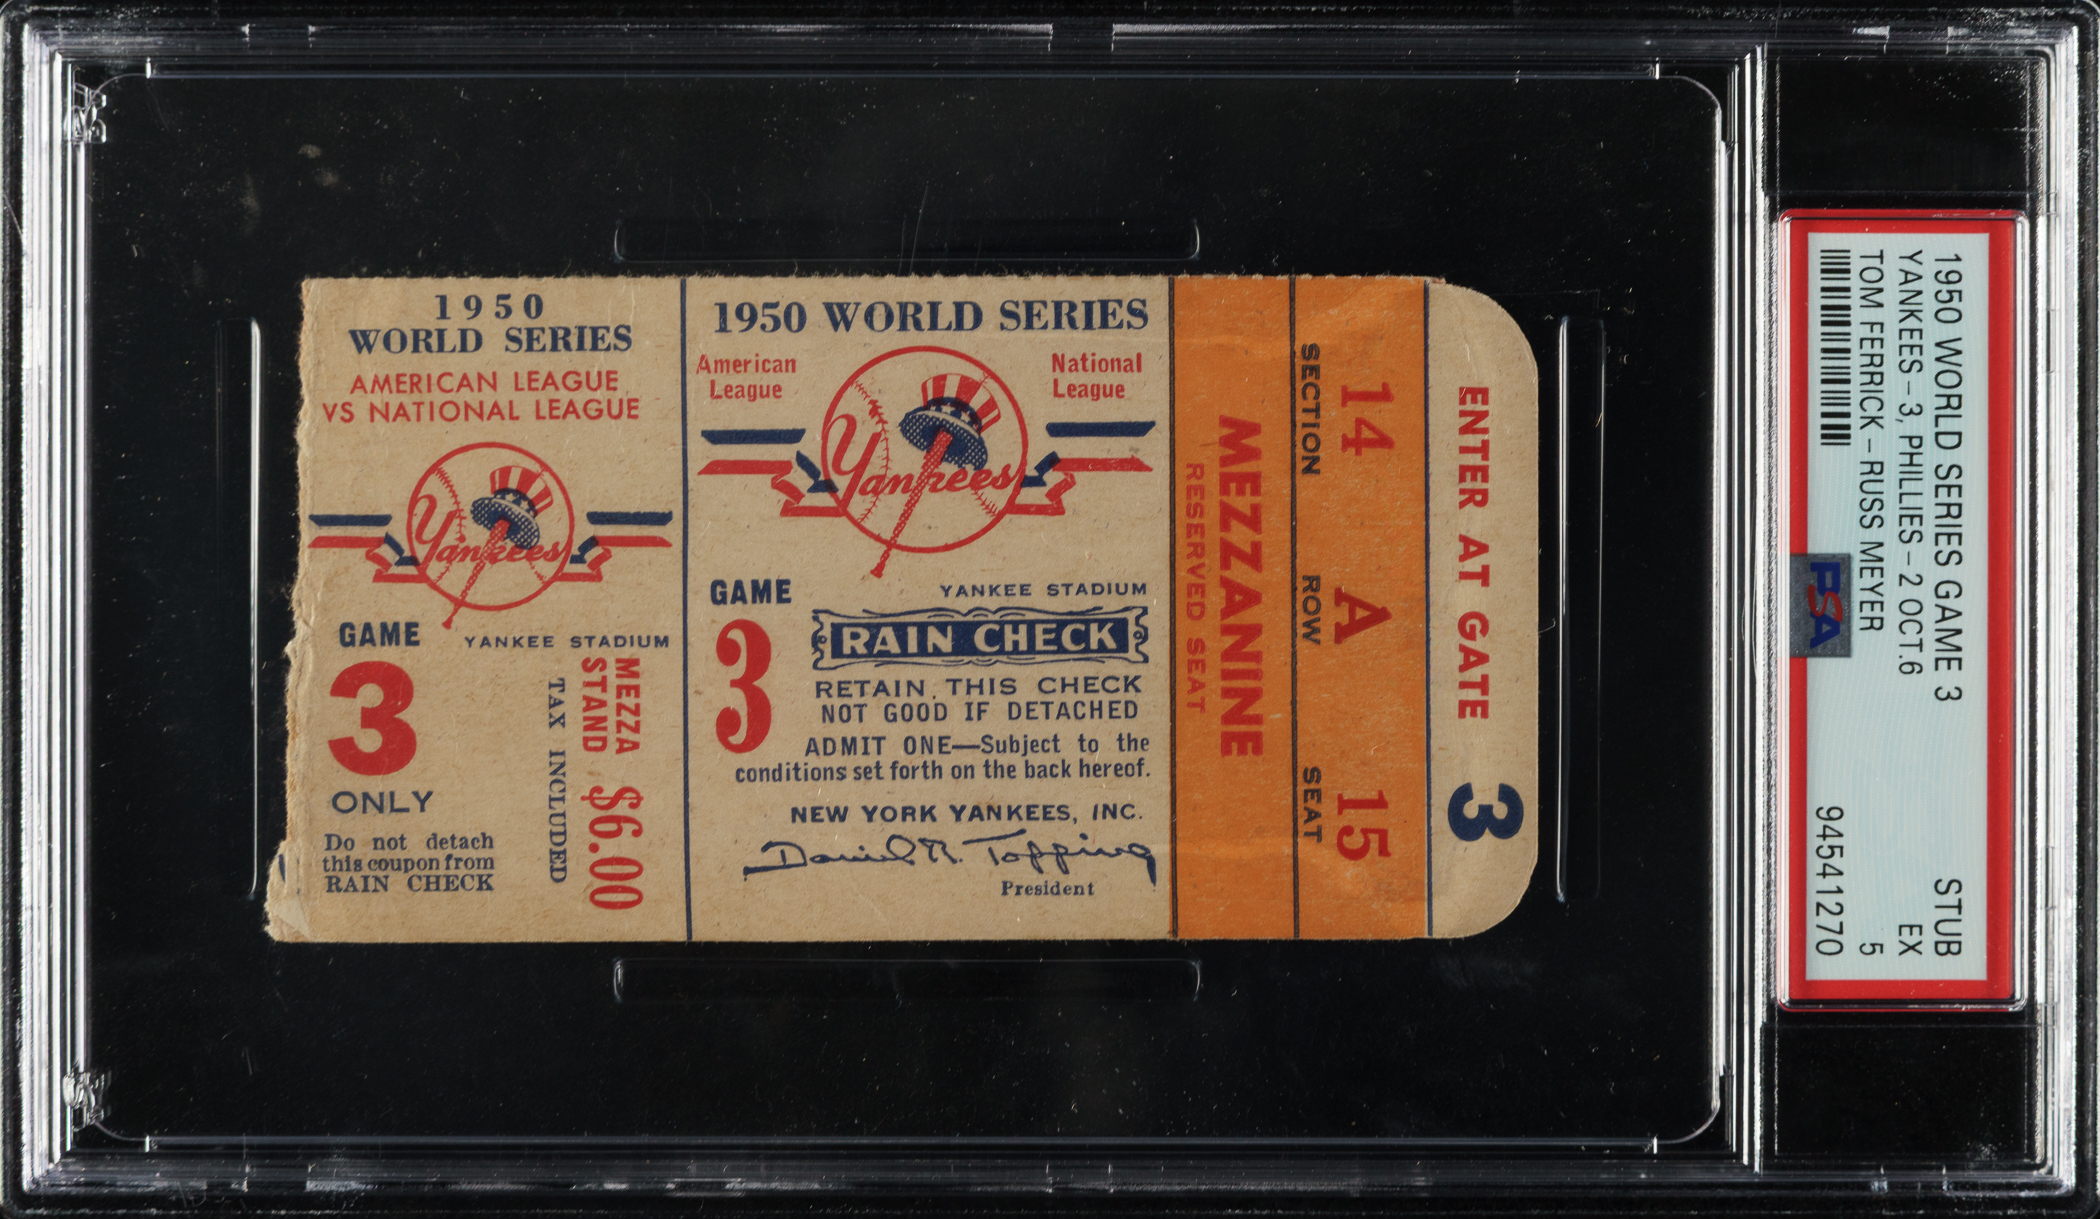 1950
WORLD SERIES
AMERICAN LEAGUE
VS NATIONAL LEAGUE
Yankees
GAME
3
ONLY
YANKEE STADIUM
MEZZA
STAND $6.00
TAX INCLUDED
Do not detach
this coupon from
RAIN CHECK
1950 WORLD SERIES
American
League
National
League
Yankees
GAME
3
YANKEE STADIUM
RAIN CHECK
RETAIN THIS CHECK
NOT GOOD IF DETACHED
ADMIT ONE—Subject to the
conditions set forth on the back hereof.
NEW YORK YANKEES, INC.
Daniel R. Topping
President
MEZZANINE
RESERVED SEAT
14 A 15
SECTION ROW SEAT
ENTER AT GATE 3
1950 WORLD SERIES GAME 3 STUB
YANKEES - 3, PHILLIES - 2 OCT.6 EX
TOM FERRICK - RUSS MEYER 5
PSA
94541270